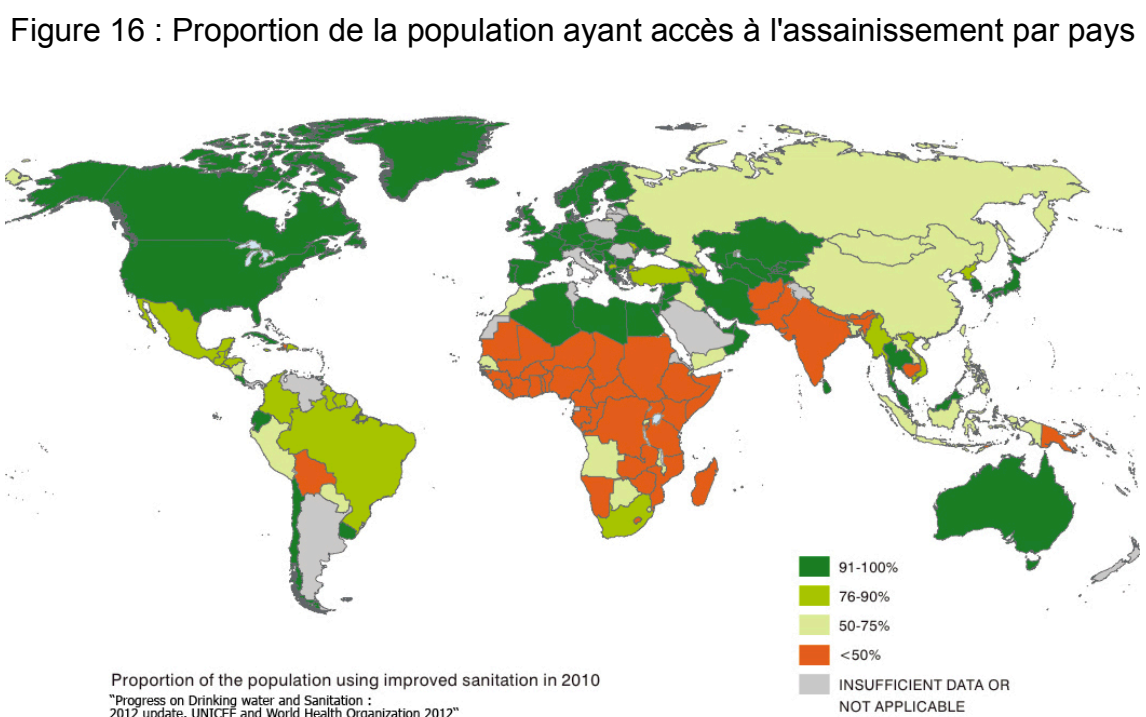 Figure 16 : Proportion de la population ayant accès à l'assainissement par pays
91-100%
76-90%
50-75%
<50%
INSUFFICIENT DATA OR
NOT APPLICABLE
Proportion of the population using improved sanitation in 2010
"Progress on Drinking water and Sanitation :
2012 update, UNICEF and World Health Organization 2012"